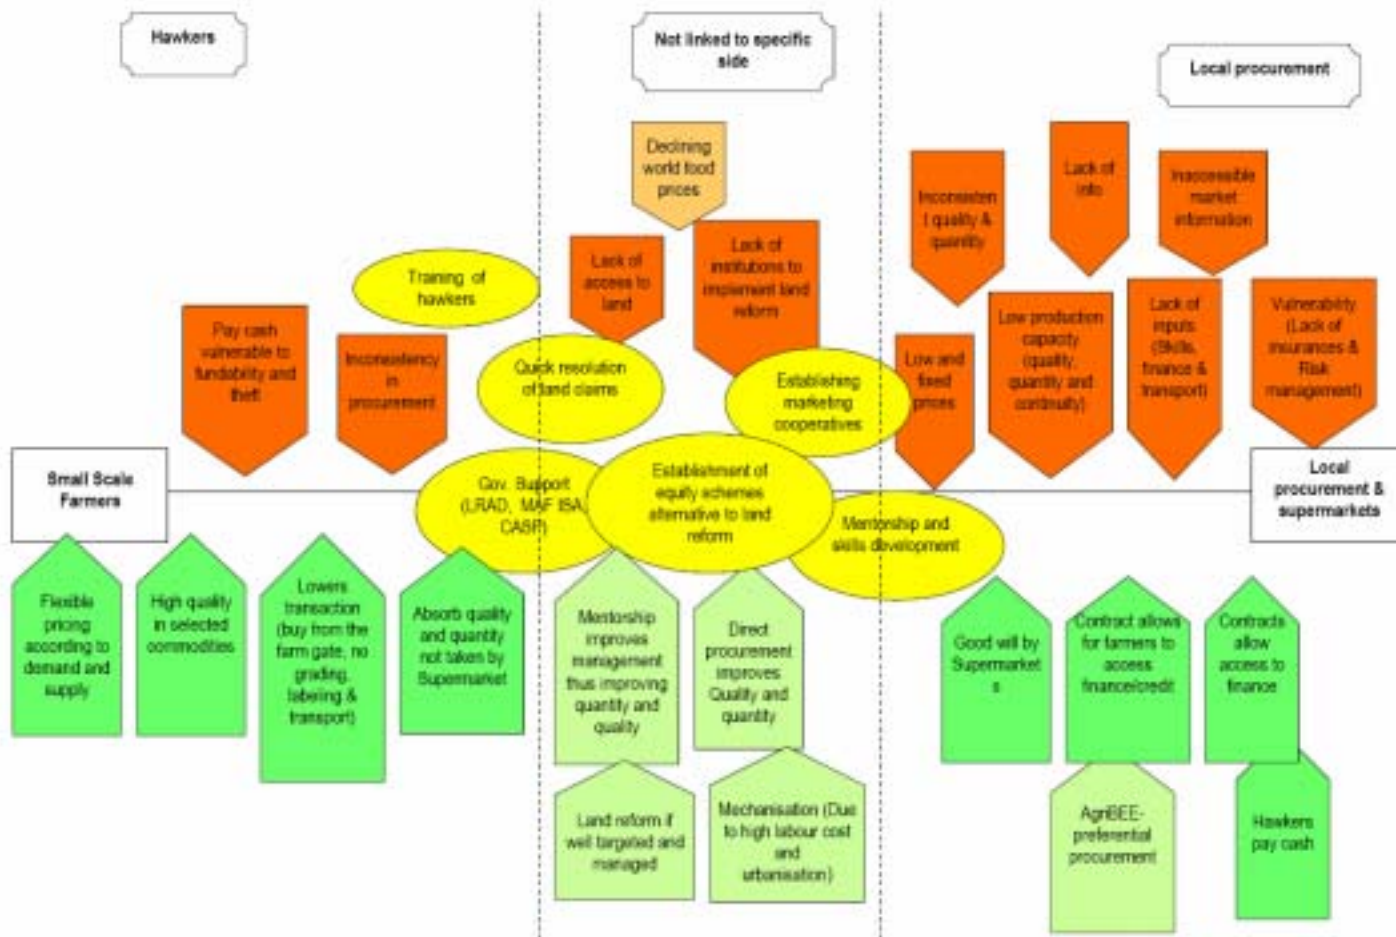 Hawkers
Not linked to specific
side
Local procurement
Declining
world food
prices
Lack of
access to
land
Lack of
institutions to
implement land
reform
Inconsisten
t quality &
quantity
Lack of
info
Inaccessible
market
information
Training of
hawkers
Pay cash
vulnerable to
fundability and
theft
Inconsistency
in
procurement
Quick resolution
of land claims
Establishing
marketing
cooperatives
Low and
fixed
prices
Low production
capacity
(quality,
quantity and
continuity)
Lack of
inputs
(Skills,
finance &
transport)
Vulnerability
(Lack of
insurances &
Risk
management)
Small Scale
Farmers
Gov. Support
(LRAD, MAF ISA,
CASP)
Establishment of
equity schemes
alternative to land
reform
Mentorship and
skills development
Local
procurement &
supermarkets
Flexible
pricing
according to
demand and
supply
High quality
in selected
commodities
Lowers
transaction
(buy from the
farm gate, no
grading,
labeling &
transport)
Absorb quality
and quantity
not taken by
Supermarket
Mentorship
improves
management
thus improving
quantity and
quality
Direct
procurement
improves
Quality and
quantity
Good will by
Supermarket
s
Contract allows
for farmers to
access
finance/credit
Contracts
allow
access to
finance
Land reform if
well targeted and
managed
Mechanisation (Due
to high labour cost
and
urbanisation)
AgriBEE-
preferential
procurement
Hawkers
pay cash